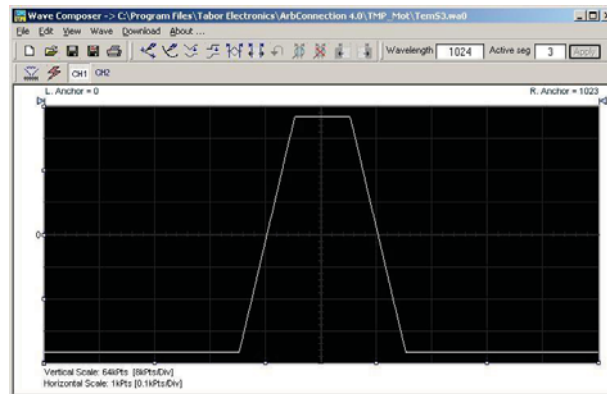 Wave Composer -> C:\Program Files\Tabor Electronics\ArbConnection 4.0\TMP_Mot\TemS3.wa0
File Edit View Wave Download About ...
Wavelength 1024 Active seg 3 Apply
CH1 CH2
L. Anchor = 0 R. Anchor = 1023
0
Vertical Scale: 64kPts [8kPts/Div]
Horizontal Scale: 1kPts [0.1kPts/Div]